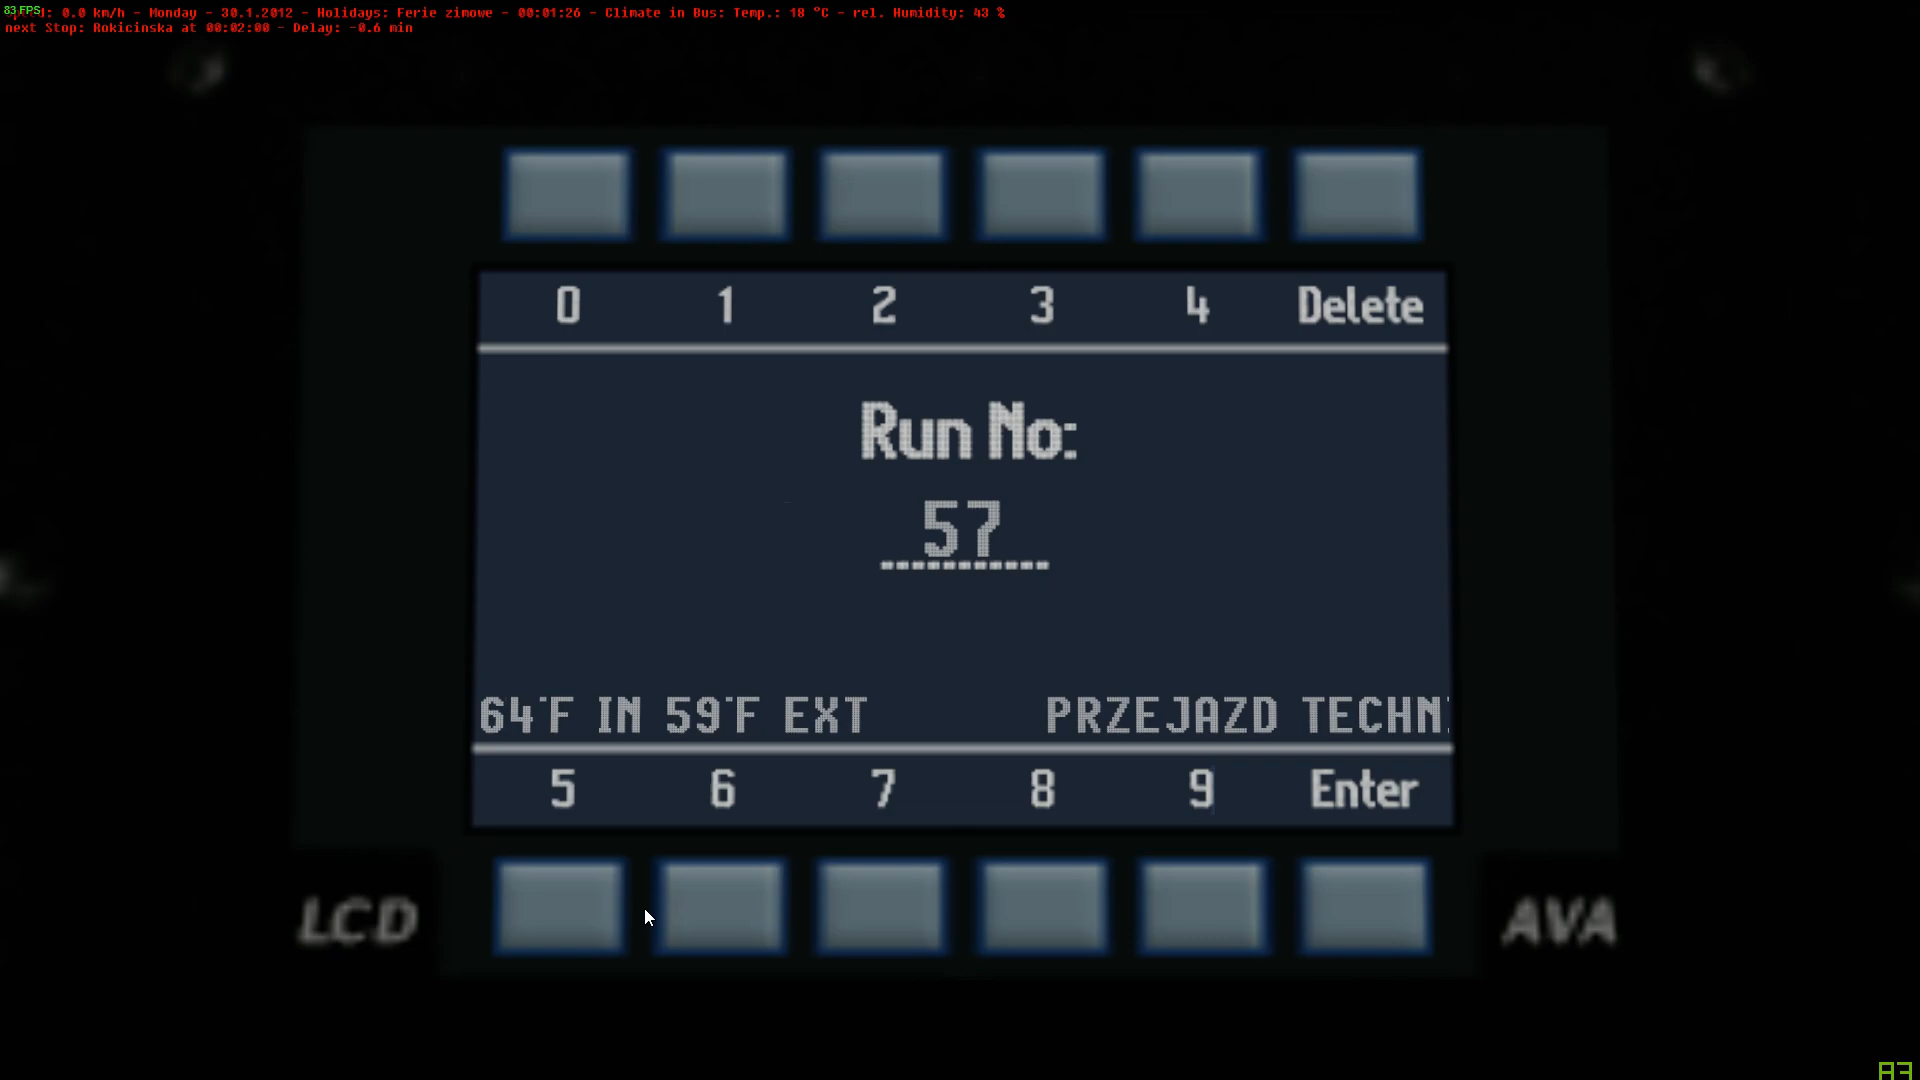 83 FPS
0.0 km/h - Monday - 30.1.2012 - Holidays: Ferie zimowe - 00:01:26 - Climate in Bus: Temp.: 18 °C - rel. Humidity: 43 %
next Stop: Rokicinska at 00:02:00 - Delay: -0.6 min
0 1 2 3 4 Delete
Run No:
57
64°F IN 59°F EXT PRZEJAZD TECHN
5 6 7 8 9 Enter
LCD AVA
83